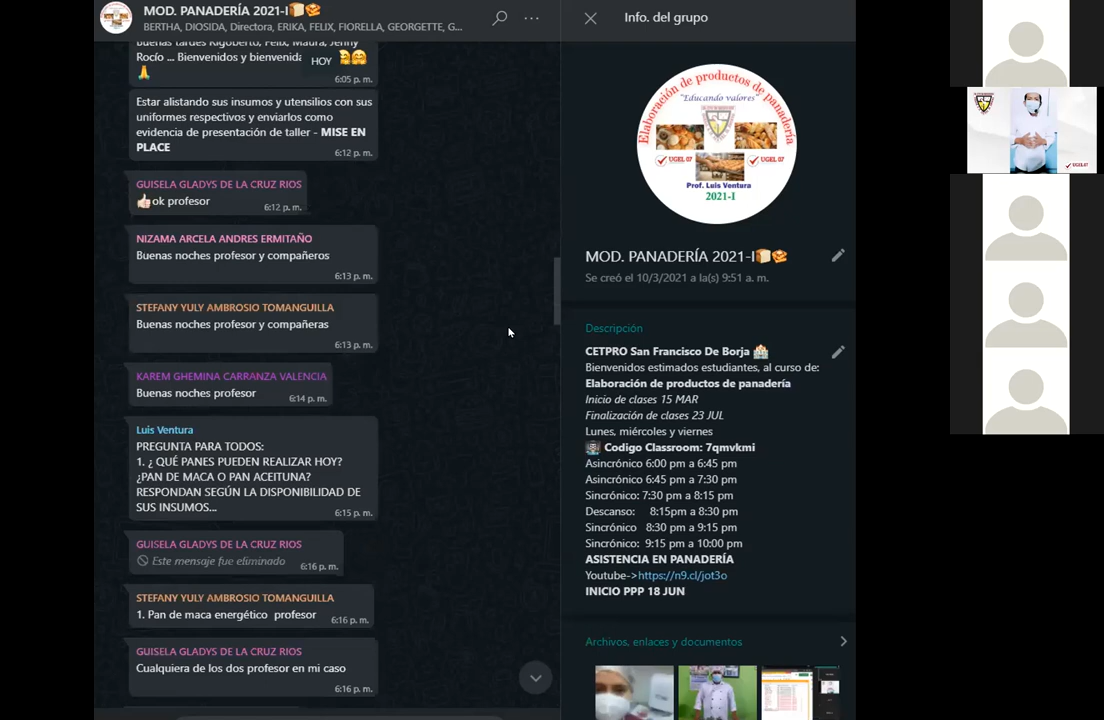 MOD. PANADERÍA 2021-I🍞🥐
BERTHA, DIOSIDA, Directora, ERIKA, FELIX, FIORELLA, GEORGETTE, G...
Buenas tardes Rigoberto, Felix, Maura, Jenny
Rocío ... Bienvenidos y bienvenida
HOY
6:05 p. m.
Estar alistando sus insumos y utensilios con sus
uniformes respectivos y enviarlos como
evidencia de presentación de taller - MISE EN
PLACE
6:12 p. m.
GUISELA GLADYS DE LA CRUZ RIOS
👍🏻ok profesor
6:12 p. m.
NIZAMA ARCELA ANDRES ERMITAÑO
Buenas noches profesor y compañeros
6:13 p. m.
STEFANY YULY AMBROSIO TOMANGUILLA
Buenas noches profesor y compañeras
6:13 p. m.
KAREM GHEMINA CARRANZA VALENCIA
Buenas noches profesor
6:14 p. m.
Luis Ventura
PREGUNTA PARA TODOS:
1. ¿ QUÉ PANES PUEDEN REALIZAR HOY?
¿PAN DE MACA O PAN ACEITUNA?
RESPONDAN SEGÚN LA DISPONIBILIDAD DE
SUS INSUMOS...
6:15 p. m.
GUISELA GLADYS DE LA CRUZ RIOS
Este mensaje fue eliminado
6:16 p. m.
STEFANY YULY AMBROSIO TOMANGUILLA
1. Pan de maca energético profesor
6:16 p. m.
GUISELA GLADYS DE LA CRUZ RIOS
Cualquiera de los dos profesor en mi caso
6:16 p. m.
Info. del grupo
Elaboración de productos de panadería
"Educando valores"
UGEL 07
UGEL 07
Prof. Luis Ventura
2021-I
MOD. PANADERÍA 2021-I🍞🥐
Se creó el 10/3/2021 a la(s) 9:51 a. m.
Descripción
CETPRO San Francisco De Borja 🏫
Bienvenidos estimados estudiantes, al curso de:
Elaboración de productos de panadería
Inicio de clases 15 MAR
Finalización de clases 23 JUL
Lunes, miércoles y viernes
👨🏻‍🏫 Codigo Classroom: 7qmvkmi
Asincrónico 6:00 pm a 6:45 pm
Asincrónico 6:45 pm a 7:30 pm
Sincrónico: 7:30 pm a 8:15 pm
Descanso: 8:15pm a 8:30 pm
Sincrónico 8:30 pm a 9:15 pm
Sincrónico: 9:15 pm a 10:00 pm
ASISTENCIA EN PANADERÍA
Youtube->https://n9.cl/jot3o
INICIO PPP 18 JUN
Archivos, enlaces y documentos
UGEL 07